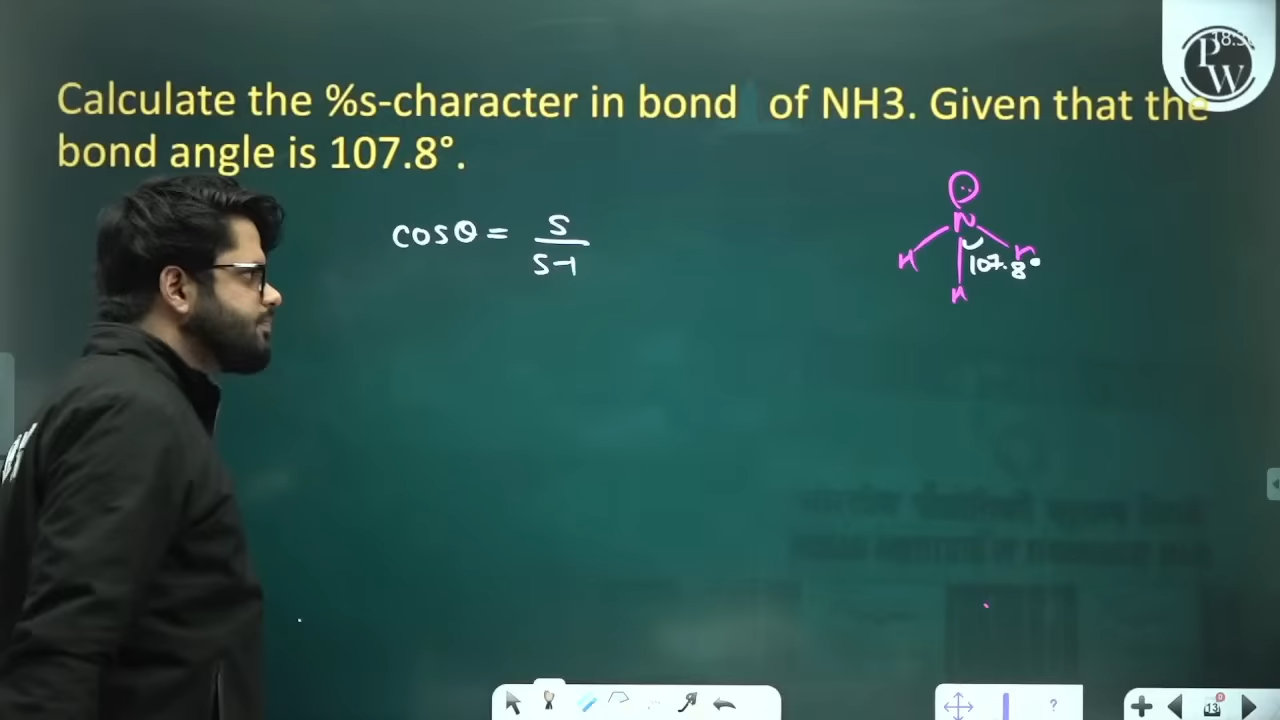 Calculate the %s-character in bond of NH3. Given that the
bond angle is 107.8°.
cosθ = s
s-1
N
H
107.8°
H
PW
13